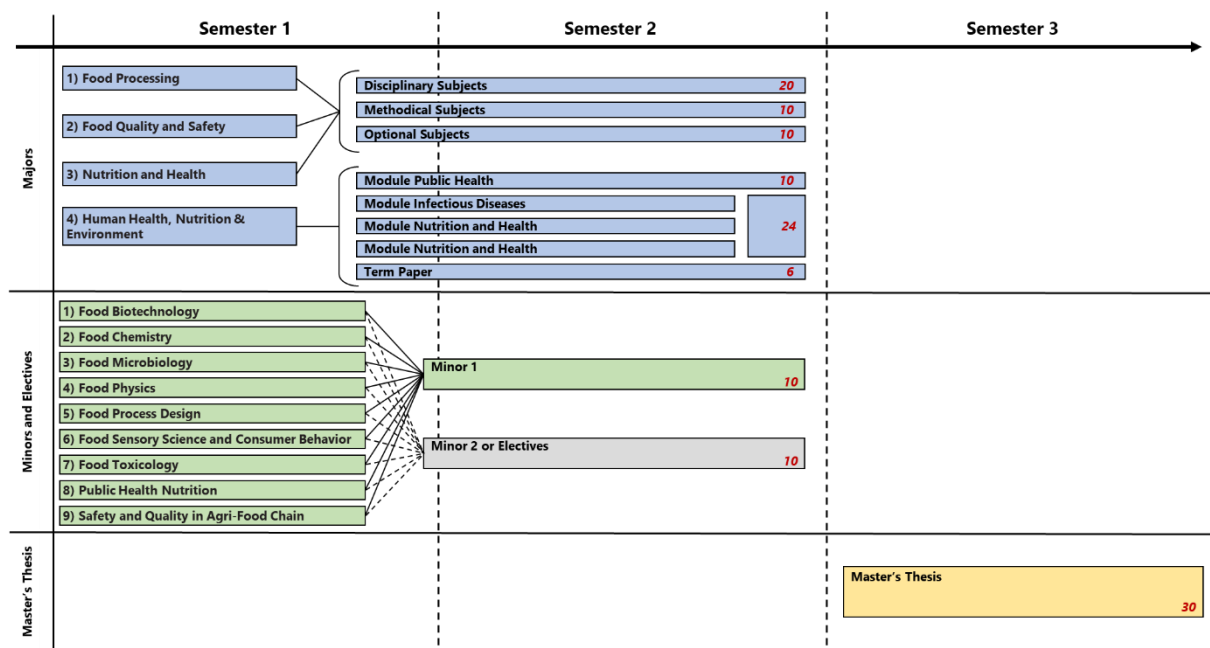 Semester 1
Semester 2
Semester 3
Majors
1) Food Processing
2) Food Quality and Safety
3) Nutrition and Health
4) Human Health, Nutrition &
Environment
Disciplinary Subjects 20
Methodical Subjects 10
Optional Subjects 10
Module Public Health 10
Module Infectious Diseases
Module Nutrition and Health
Module Nutrition and Health
24
Term Paper 6
Minors and Electives
1) Food Biotechnology
2) Food Chemistry
3) Food Microbiology
4) Food Physics
5) Food Process Design
6) Food Sensory Science and Consumer Behavior
7) Food Toxicology
8) Public Health Nutrition
9) Safety and Quality in Agri-Food Chain
Minor 1
10
Minor 2 or Electives
10
Master's Thesis
Master's Thesis
30